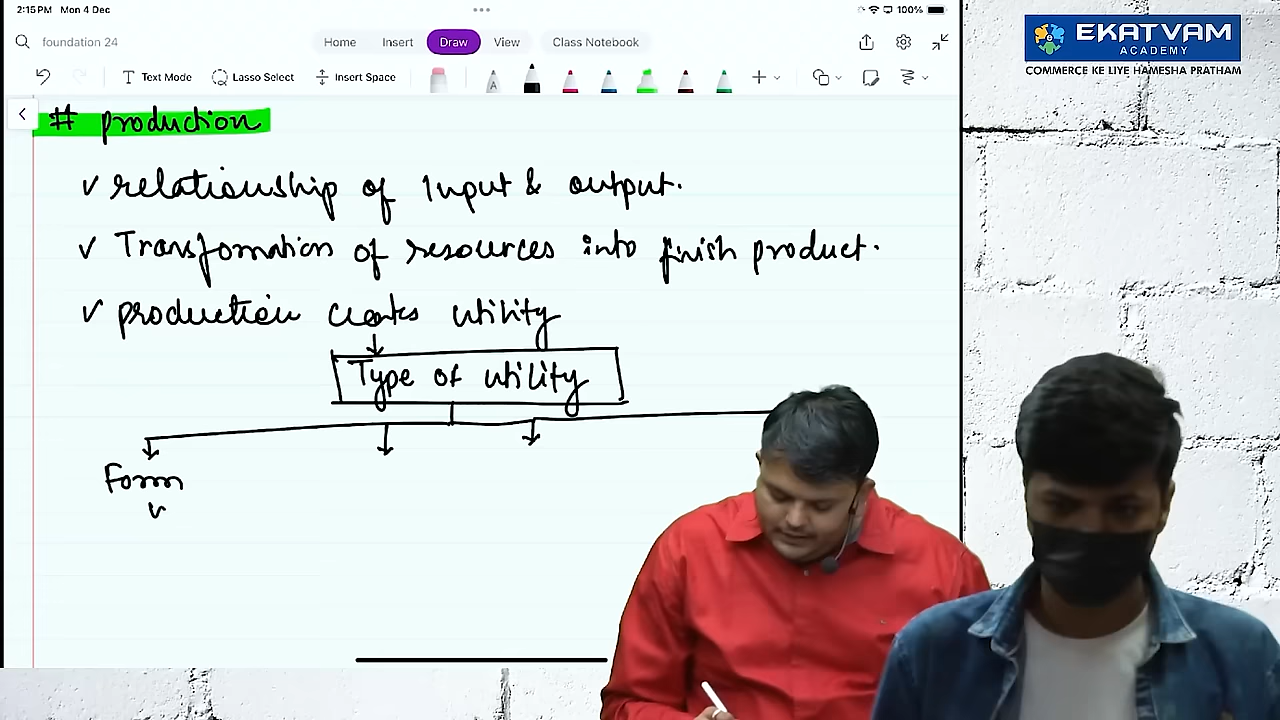 2:15 PM Mon 4 Dec
100%
foundation 24
Home Insert Draw View Class Notebook
Text Mode Lasso Select Insert Space
EKATVAM
ACADEMY
COMMERCE KE LIYE HAMESHA PRATHAM
# production
✓ relationship of Input & output.
✓ Transformation of resources into finish product.
✓ production creates utility
Type of utility
Form